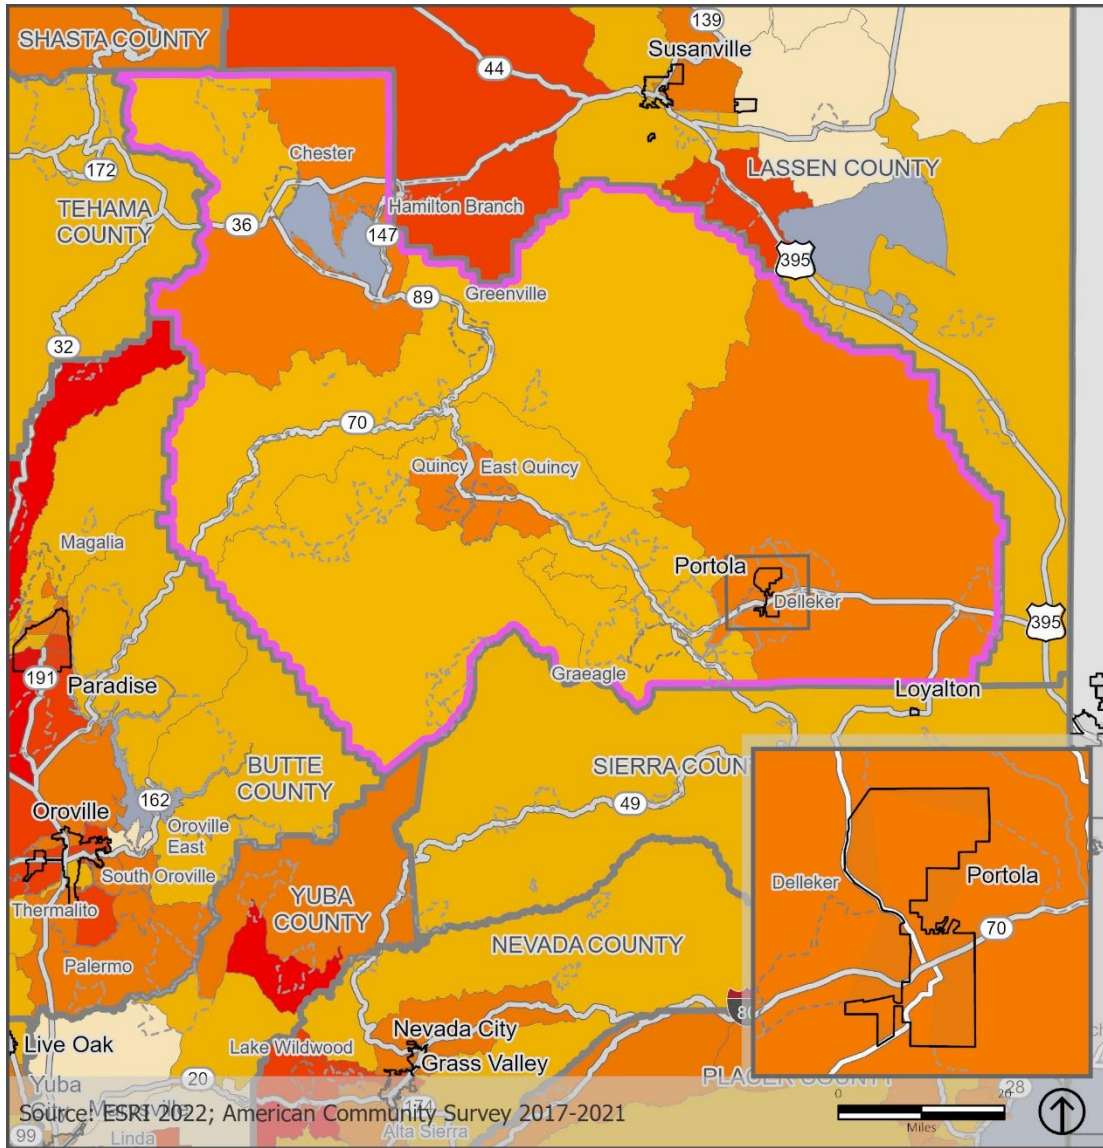 139
SHASTA COUNTY
Susanville
44
Chester
172
LASSEN COUNTY
TEHAMA
COUNTY
Hamilton Branch
36
147
395
Greenville
89
32
70
Quincy
East Quincy
Magalia
Portola
Delleker
395
191
Paradise
Graeagle
Loyalton
BUTTE
COUNTY
SIERRA COUNT
162
49
Oroville
Oroville
East
South Oroville
Portola
Delleker
Thermalito
YUBA
COUNTY
70
NEVADA COUNTY
Palermo
80
Nevada City
Live Oak
Lake Wildwood
Grass Valley
Yuba
20
PLACER COUNTY
20
28
Source: ESRI 2022; American Community Survey 2017-2021
Miles
99
Linda
Alta Sierra